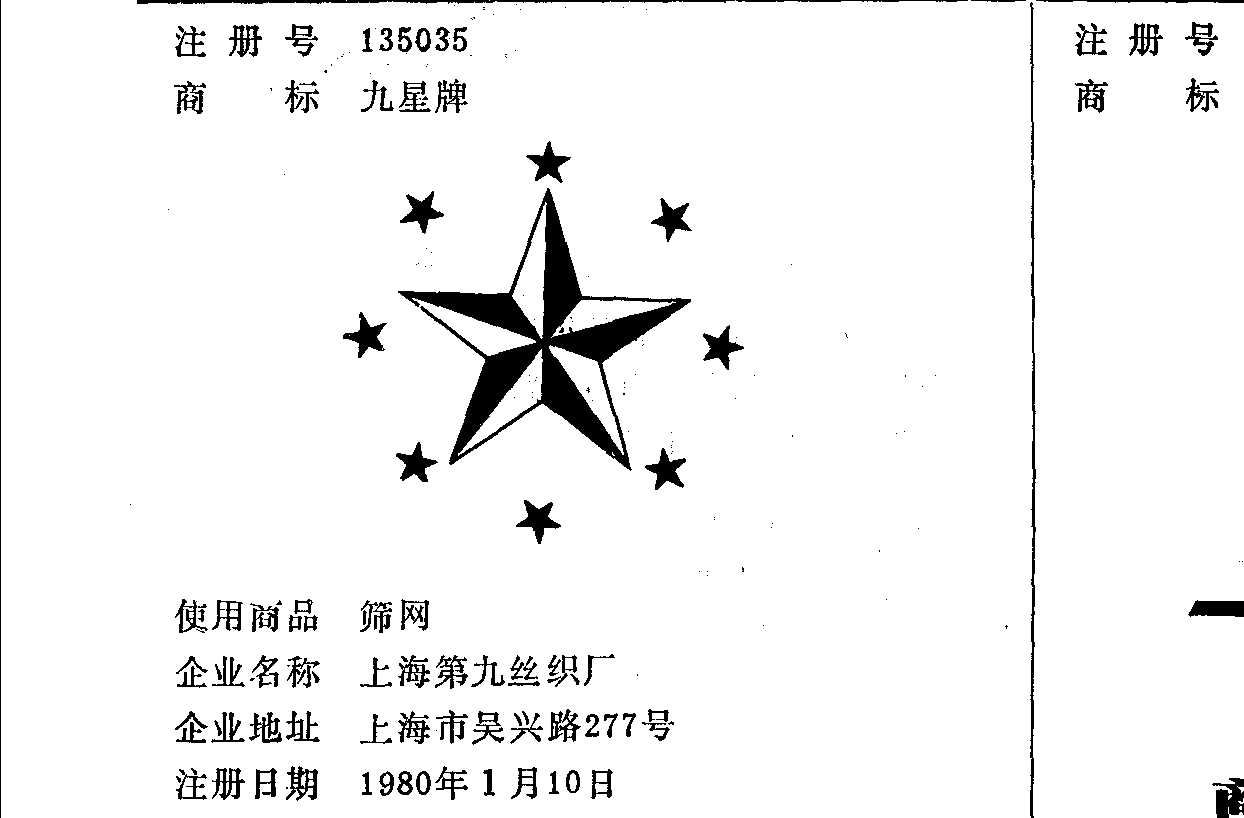 注册号 135035
商标 九星牌
使用商品 筛网
企业名称 上海第九丝织厂
企业地址 上海市吴兴路277号
注册日期 1980年1月10日
注册号
商标